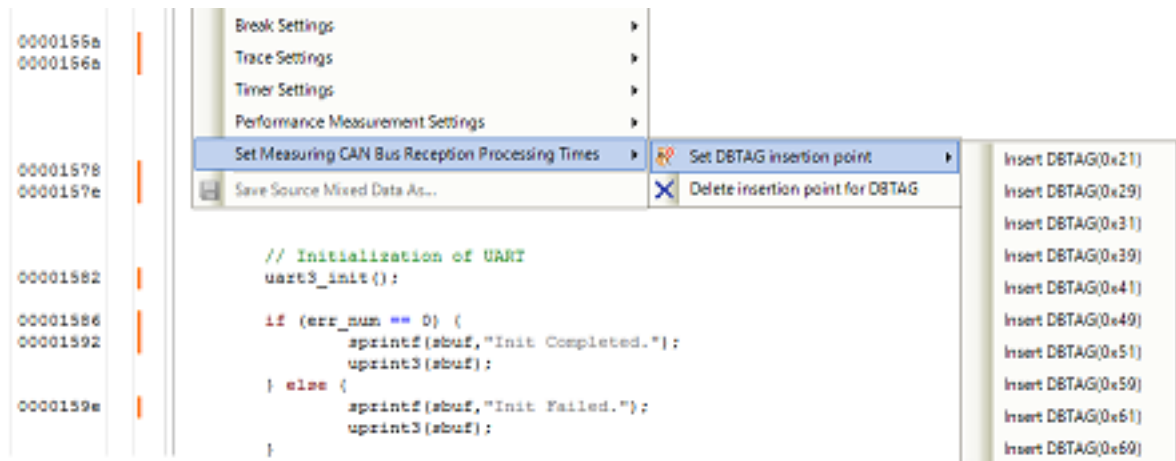 Break Settings
0000155a
Trace Settings
0000156a
Timer Settings
Performance Measurement Settings
Set Measuring CAN Bus Reception Processing Times
Set DBTAG insertion point
Insert DBTAG(0x21)
00001578
0000157e
Save Source Mixed Data As...
Delete insertion point for DBTAG
Insert DBTAG(0x29)
Insert DBTAG(0x31)
// Initialization of UART
Insert DBTAG(0x39)
00001582
uart3_init();
Insert DBTAG(0x41)
00001586
if (err_num == 0) {
Insert DBTAG(0x49)
00001592
sprintf(sbuf,"Init Completed.");
Insert DBTAG(0x51)
uprint3(sbuf);
} else {
Insert DBTAG(0x59)
0000159e
sprintf(sbuf,"Init Failed.");
Insert DBTAG(0x61)
uprint3(sbuf);
}
Insert DBTAG(0x69)